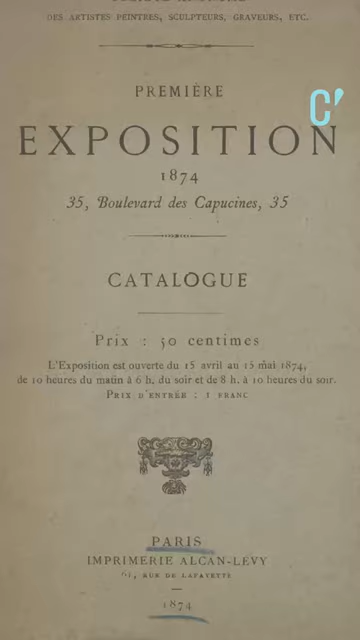 DES ARTISTES PEINTRES, SCULPTEURS, GRAVEURS, ETC.
PREMIÈRE
C'
EXPOSITION
1874
35, Boulevard des Capucines, 35
CATALOGUE
Prix : 50 centimes
L'Exposition est ouverte du 15 avril au 15 mai 1874,
de 10 heures du matin à 6 h. du soir et de 8 h. à 10 heures du soir.
PRIX D'ENTRÉE : 1 FRANC
PARIS
IMPRIMERIE ALCAN-LÉVY
61, RUE DE LAFAYETTE
1874